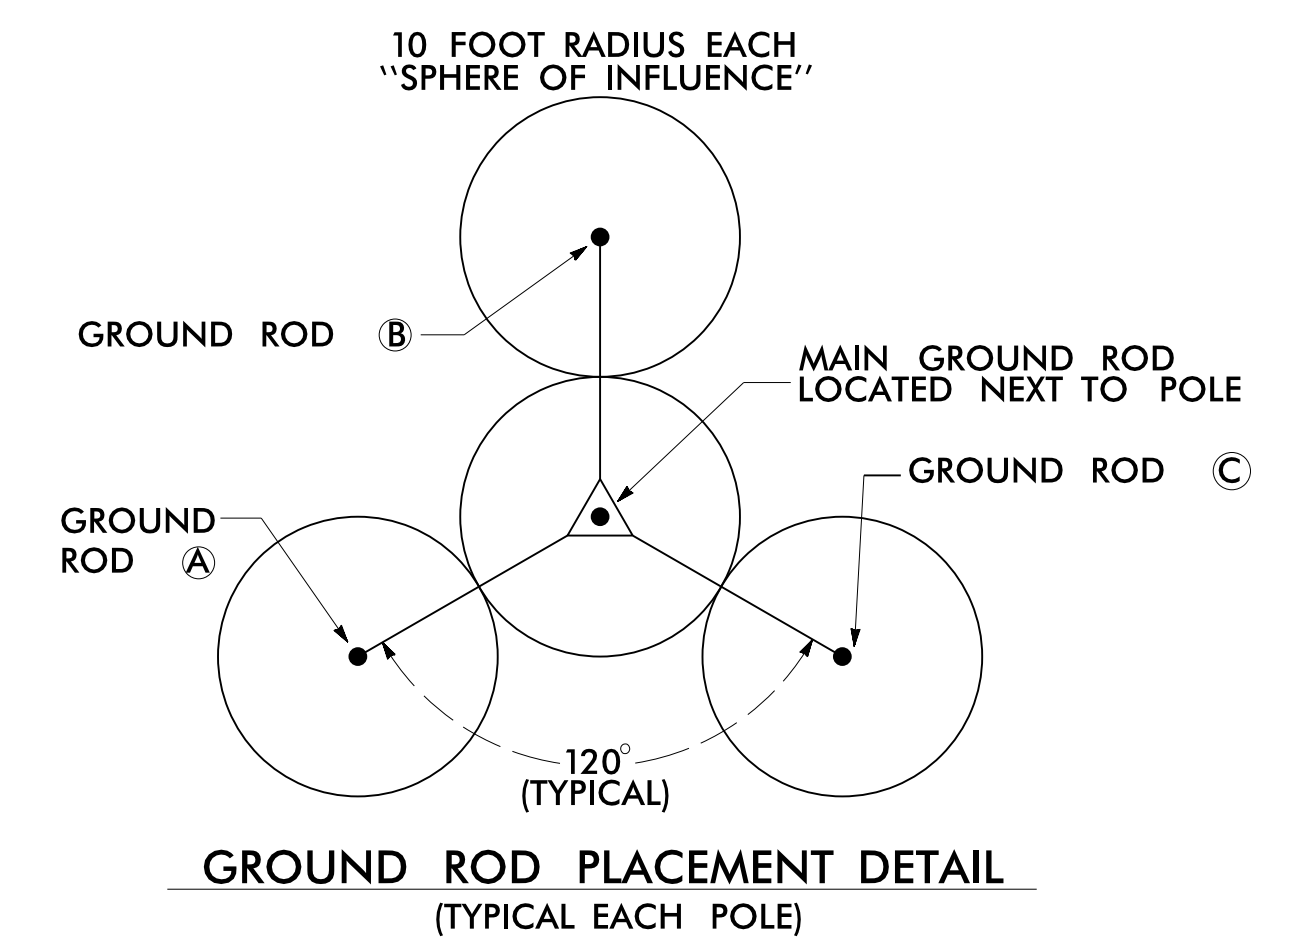 10 FOOT RADIUS EACH
‘‘SPHERE OF INFLUENCE’’
GROUND ROD B
MAIN GROUND ROD
LOCATED NEXT TO POLE
GROUND ROD C
GROUND
ROD A
120°
(TYPICAL)
GROUND ROD PLACEMENT DETAIL
(TYPICAL EACH POLE)